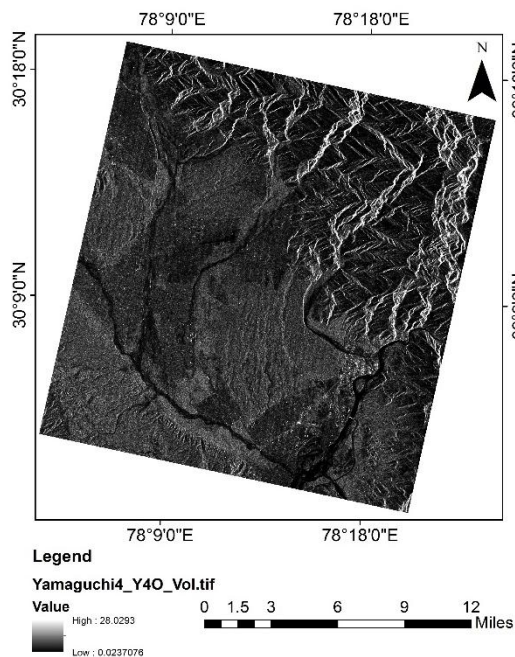 78°9'0"E 78°18'0"E
N
30°18'0"N
30°9'0"N
78°9'0"E 78°18'0"E
Legend
Yamaguchi4_Y4O_Vol.tif
Value
High : 28.0293
Low : 0.0237076
0 1.5 3 6 9 12
Miles